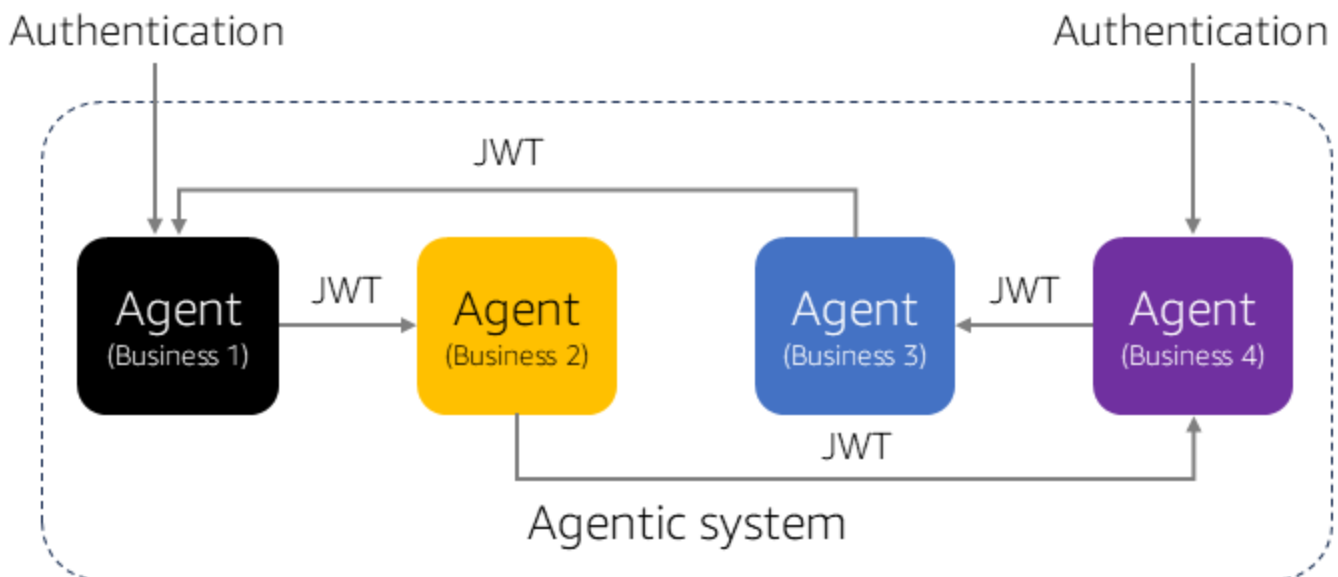 Authentication
Authentication
JWT
JWT
JWT
Agent
(Business 1)
Agent
(Business 2)
Agent
(Business 3)
Agent
(Business 4)
JWT
Agentic system